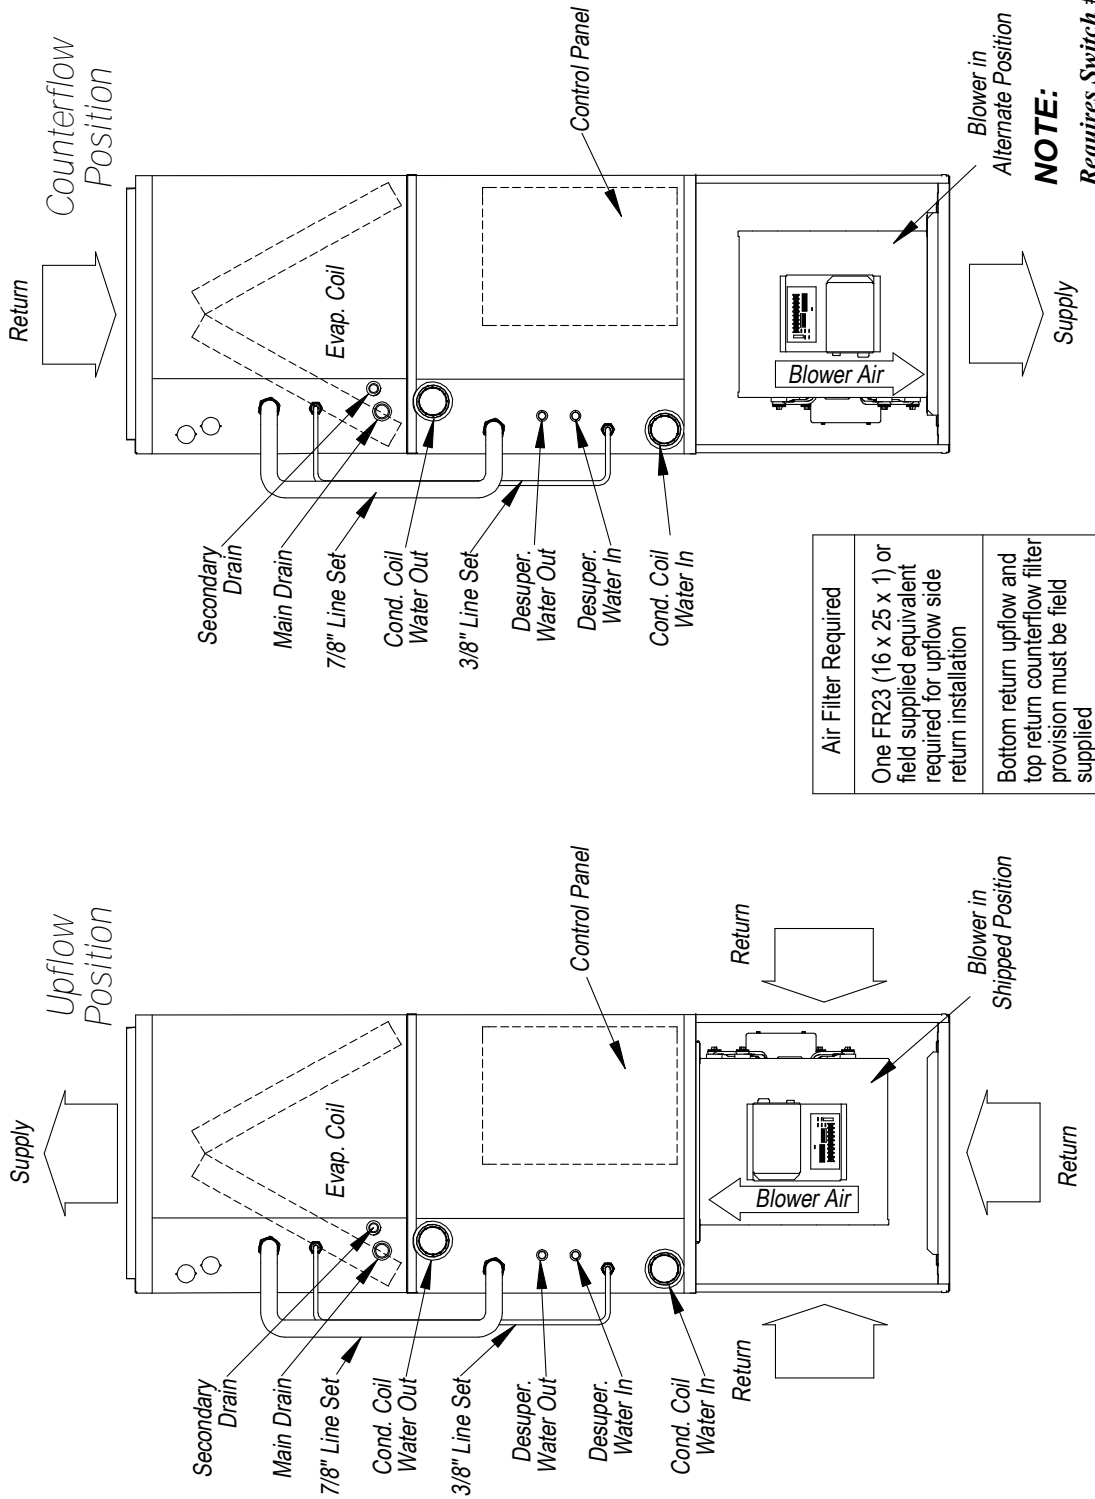 Upflow
Position
Supply
Evap. Coil
Secondary
Drain
Main Drain
7/8" Line Set
Cond. Coil
Water Out
3/8" Line Set
Desuper.
Water Out
Desuper.
Water In
Cond. Coil
Water In
Control Panel
Return
Return
Return
Blower Air
Blower in
Shipped Position
Counterflow
Position
Return
Evap. Coil
Secondary
Drain
Main Drain
7/8" Line Set
Cond. Coil
Water Out
3/8" Line Set
Desuper.
Water Out
Desuper.
Water In
Cond. Coil
Water In
Control Panel
Blower Air
Supply
Blower in
Alternate Position
NOTE:
Requires Switch #
Air Filter Required
One FR23 (16 x 25 x 1) or
field supplied equivalent
required for upflow side
return installation
Bottom return upflow and
top return counterflow filter
provision must be field
supplied